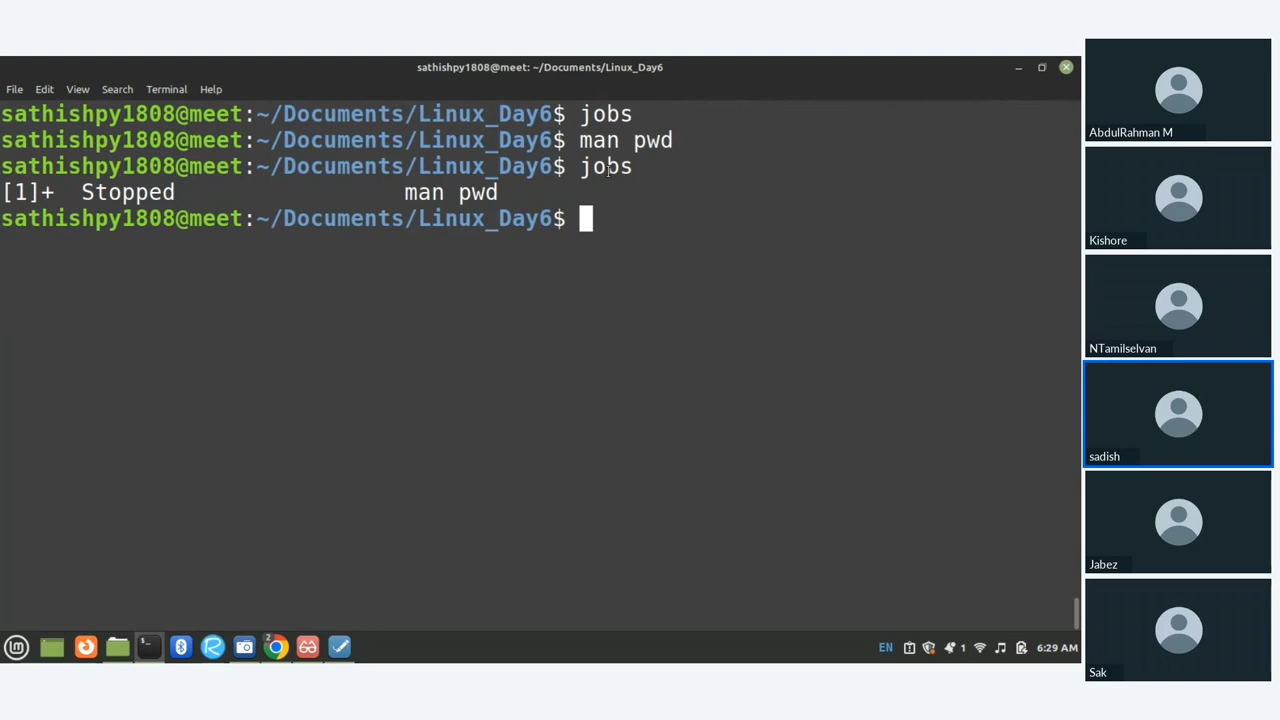 sathishpy1808@meet: ~/Documents/Linux_Day6
File Edit View Search Terminal Help
sathishpy1808@meet:~/Documents/Linux_Day6$ jobs
sathishpy1808@meet:~/Documents/Linux_Day6$ man pwd
sathishpy1808@meet:~/Documents/Linux_Day6$ jobs
[1]+  Stopped                 man pwd
sathishpy1808@meet:~/Documents/Linux_Day6$
AbdulRahman M
Kishore
NTamilselvan
sadish
Jabez
Sak
2
EN 1 6:29 AM